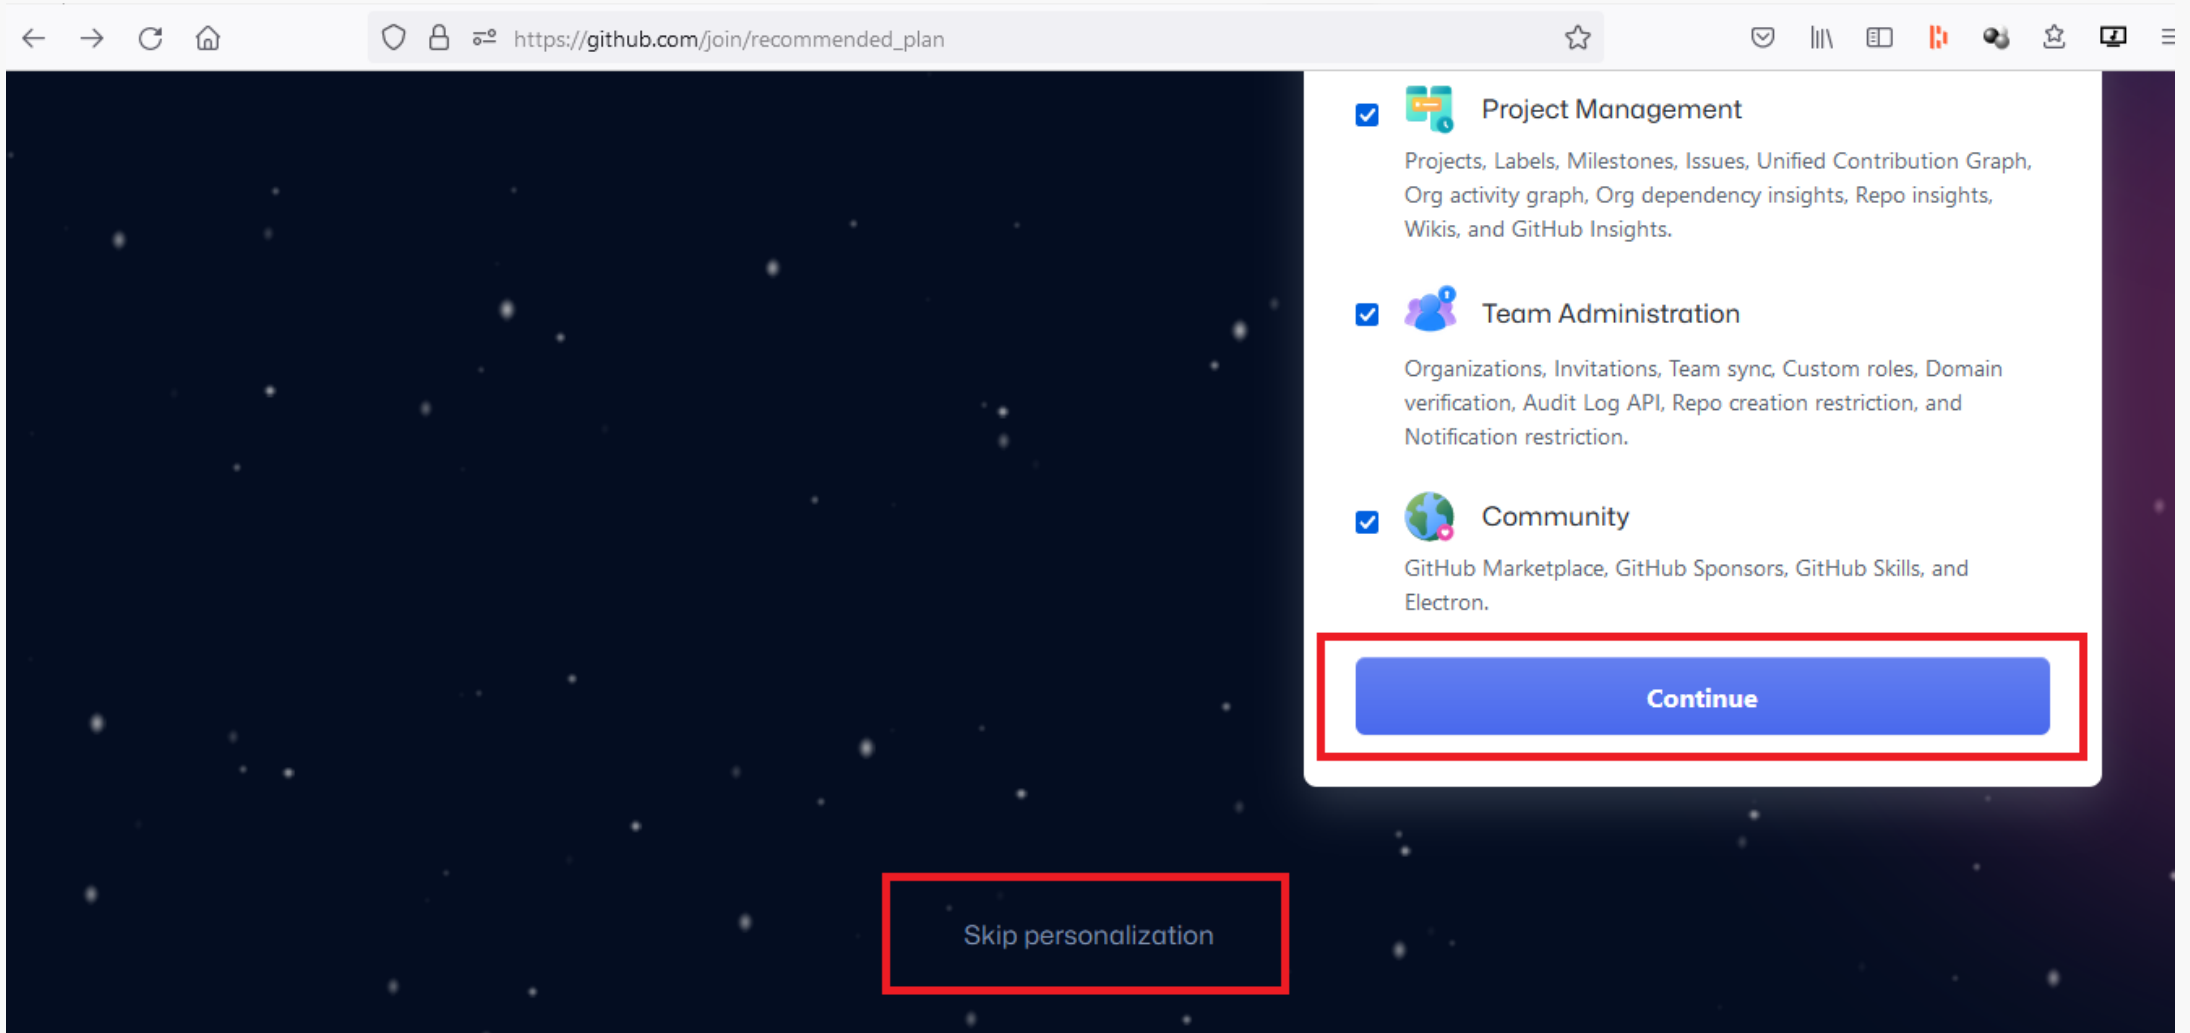 https://github.com/join/recommended_plan
Project Management
Projects, Labels, Milestones, Issues, Unified Contribution Graph,
Org activity graph, Org dependency insights, Repo insights,
Wikis, and GitHub Insights.
Team Administration
Organizations, Invitations, Team sync, Custom roles, Domain
verification, Audit Log API, Repo creation restriction, and
Notification restriction.
Community
GitHub Marketplace, GitHub Sponsors, GitHub Skills, and
Electron.
Continue
Skip personalization